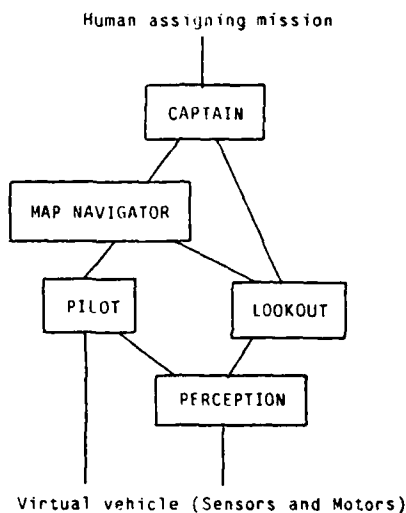 Human assigning mission
CAPTAIN
MAP NAVIGATOR
PILOT
LOOKOUT
PERCEPTION
Virtual vehicle (Sensors and Motors)